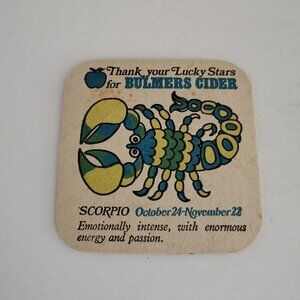 Thank your Lucky Stars
for BULMERS CIDER
SCORPIO October 24-November 22
Emotionally intense, with enormous
energy and passion.